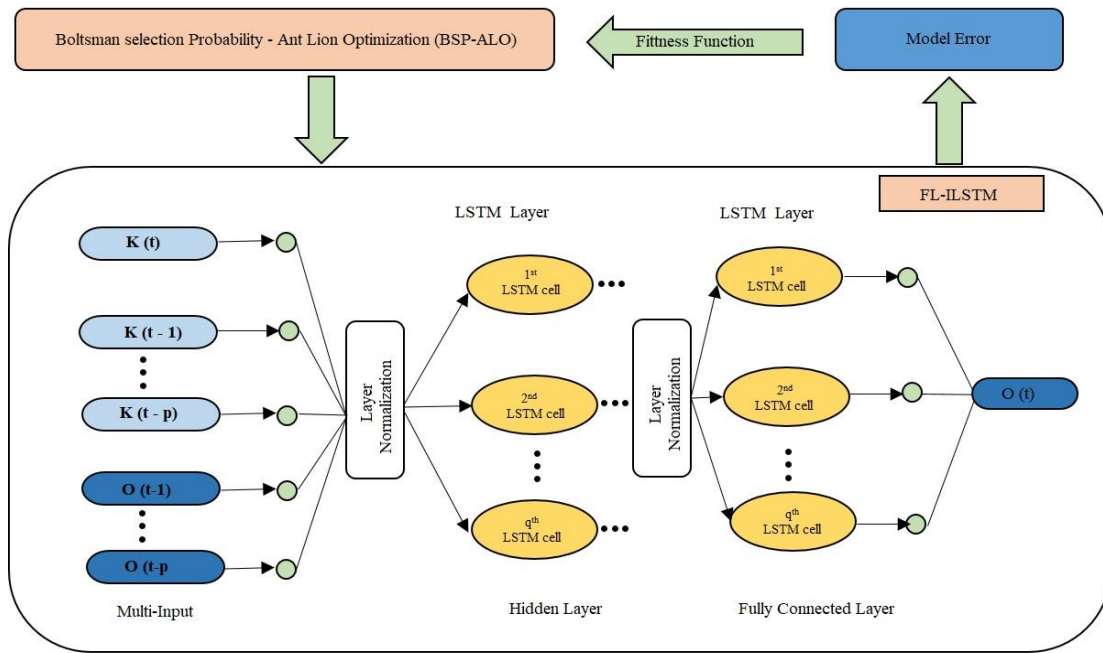 Boltsman selection Probability - Ant Lion Optimization (BSP-ALO)
Fittness Function
Model Error
FL-ILSTM
LSTM Layer
LSTM Layer
K (t)
K (t - 1)
K (t - p)
O (t-1)
O (t-p
Multi-Input
Layer
Normalization
1st
LSTM cell
2nd
LSTM cell
qth
LSTM cell
Hidden Layer
Layer
Normalization
1st
LSTM cell
2nd
LSTM cell
qth
LSTM cell
Fully Connected Layer
O (t)